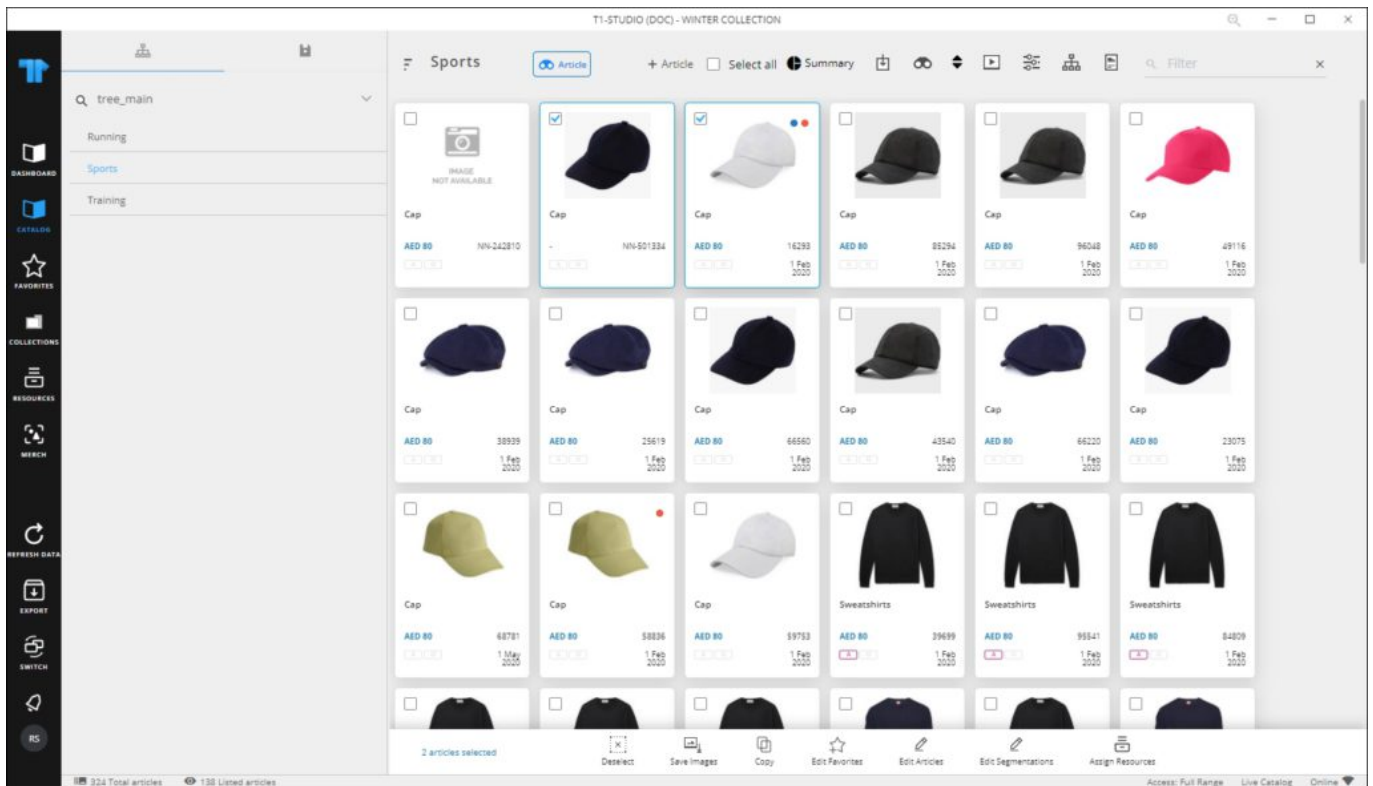 T1-STUDIO (DOC) - WINTER COLLECTION
DASHBOARD
CATALOG
FAVORITES
COLLECTIONS
RESOURCES
MERCH
REFRESH DATA
EXPORT
SWITCH
RS
tree_main
Running
Sports
Training
Sports Article + Article Select all Summary Filter
IMAGE
NOT AVAILABLE
Cap Cap Cap Cap Cap Cap
AED 80 NN-242810 - NN-501334 AED 80 16293 AED 80 85294 AED 80 96048 AED 80 49116
1 Feb 1 Feb 1 Feb 1 Feb
2020 2020 2020 2020
Cap Cap Cap Cap Cap Cap
AED 80 38939 AED 80 25619 AED 80 66560 AED 80 43540 AED 80 66220 AED 80 23075
1 Feb 1 Feb 1 Feb 1 Feb 1 Feb 1 Feb
2020 2020 2020 2020 2020 2020
Cap Cap Cap Sweatshirts Sweatshirts Sweatshirts
AED 80 68781 AED 80 58836 AED 80 59753 AED 80 39699 AED 80 95541 AED 80 84809
1 May 1 Feb 1 Feb A 1 Feb A 1 Feb A 1 Feb
2020 2020 2020 2020 2020 2020
2 articles selected Deselect Save Images Copy Edit Favorites Edit Articles Edit Segmentations Assign Resources
324 Total articles 138 Listed articles Access: Full Range Live Catalog Online